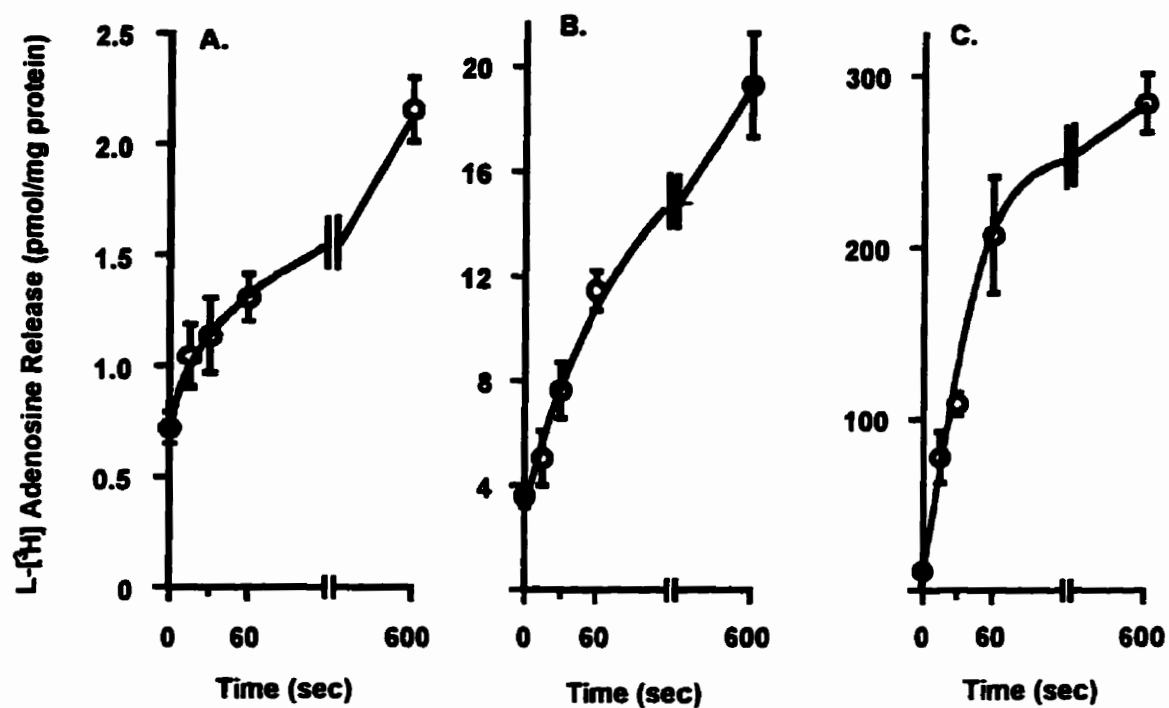 L-[³H] Adenosine Release (pmol/mg protein)
A.
2.5
2.0
1.5
1.0
0.5
0
0 60 600
Time (sec)
B.
20
16
12
8
4
0 60 600
Time (sec)
C.
300
200
100
0 60 600
Time (sec)